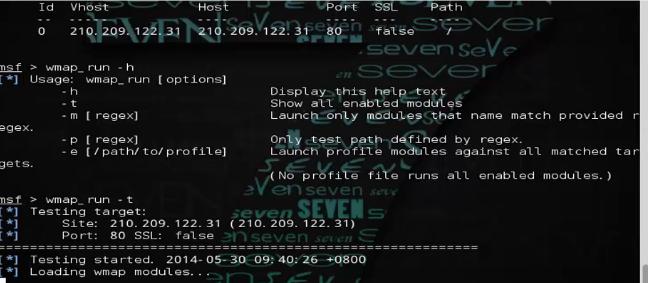 Id Vhost Host Port SSL Path
-- ----- ---- ---- --- ----
0 210.209.122.31 210.209.122.31 80 false /
msf > wmap_run -h
[*] Usage: wmap_run [options]
-h Display this help text
-t Show all enabled modules
-m [regex] Launch only modules that name match provided r
egex.
-p [regex] Only test path defined by regex.
-e [/path/to/profile] Launch profile modules against all matched tar
gets.
(No profile file runs all enabled modules.)
msf > wmap_run -t
[*] Testing target:
[*] Site: 210.209.122.31 (210.209.122.31)
[*] Port: 80 SSL: false
============================================================
[*] Testing started. 2014-05-30 09:40:26 +0800
[*] Loading wmap modules...